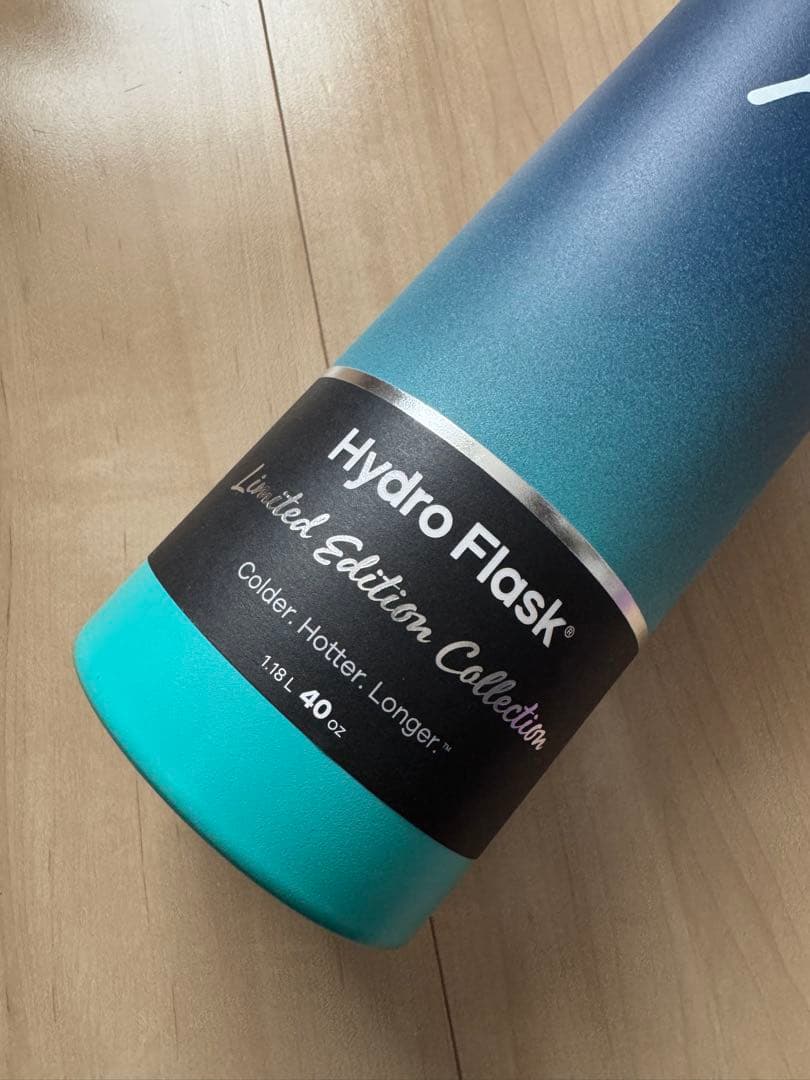 Hydro Flask®
Limited Edition Collection
Colder. Hotter. Longer.™
1.18 L 40 oz